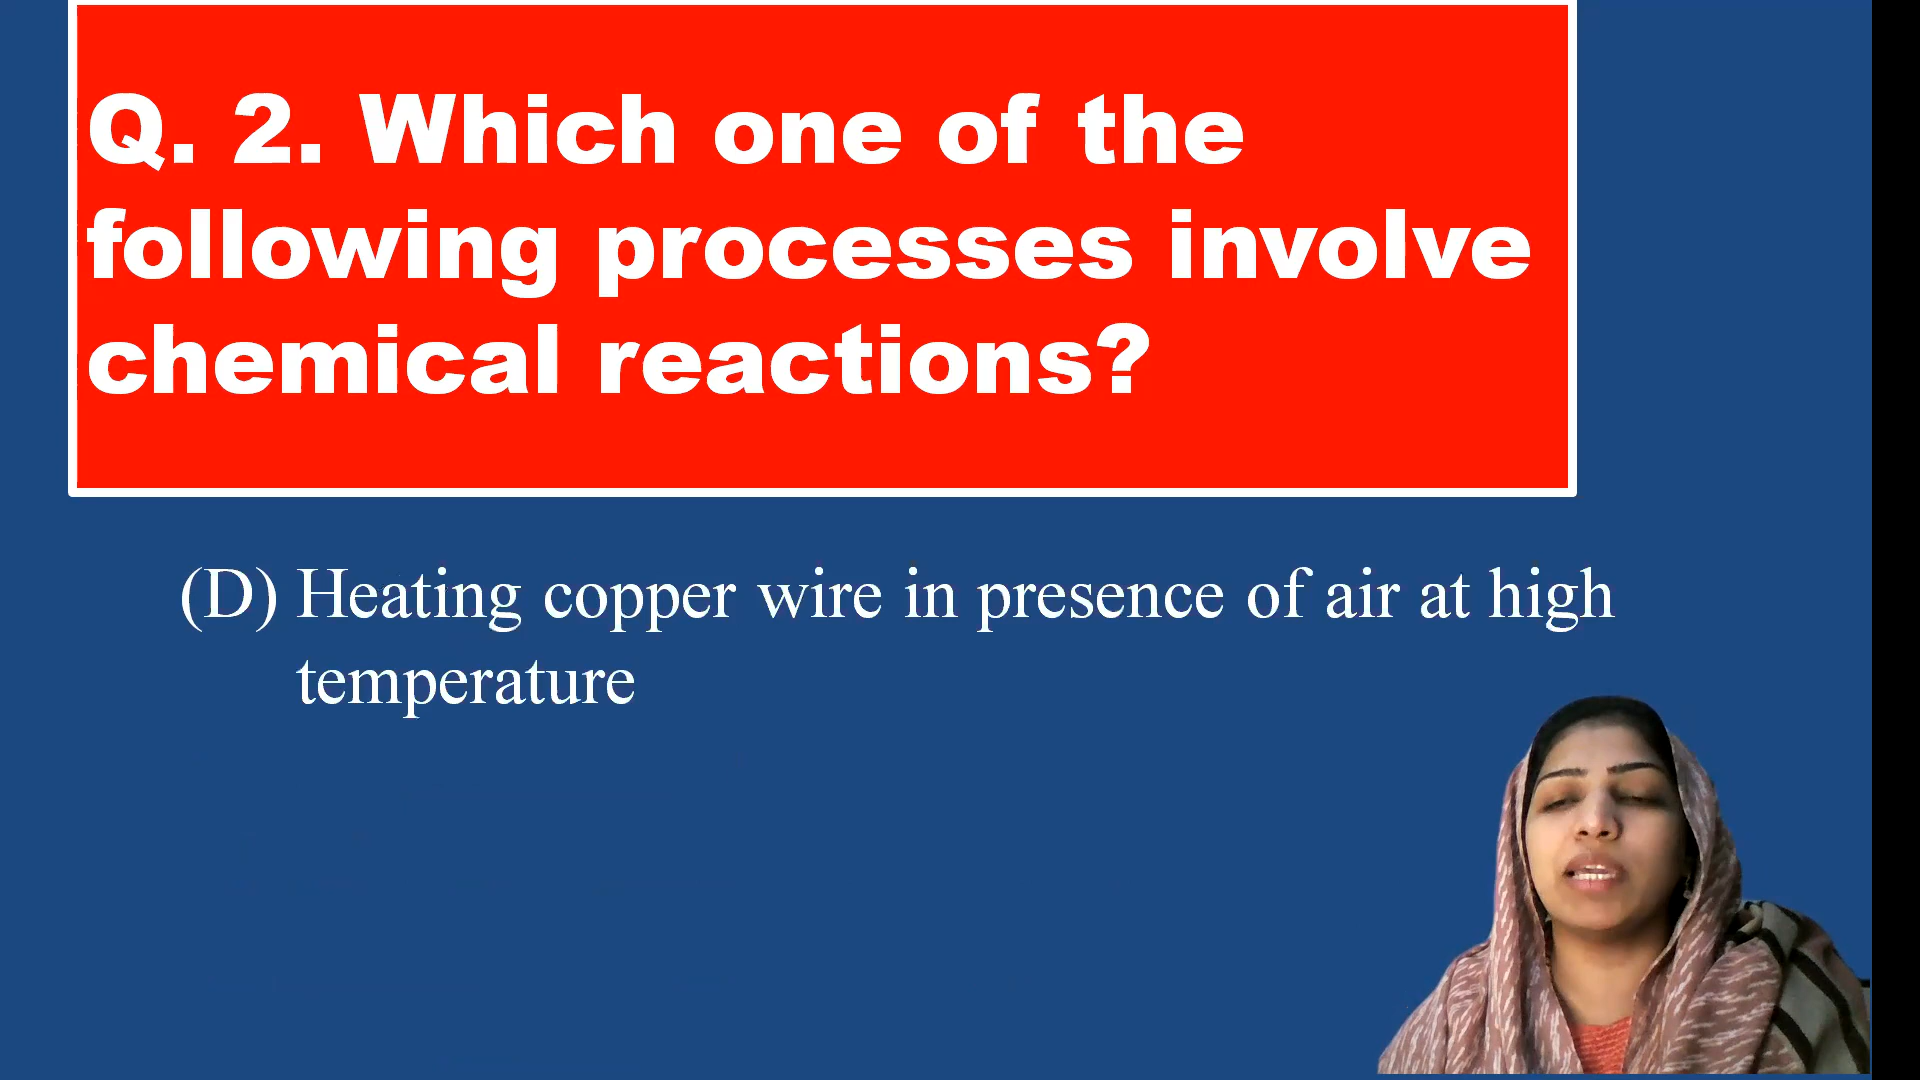 Q. 2. Which one of the
following processes involve
chemical reactions?
(D) Heating copper wire in presence of air at high
temperature